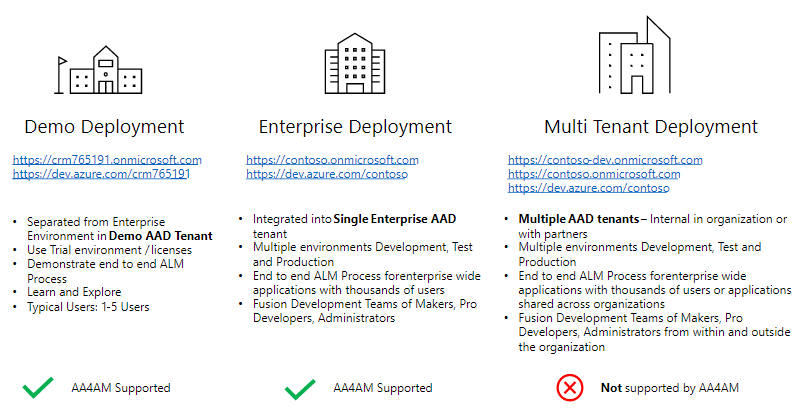 Demo Deployment
https://crm765191.onmicrosoft.com
https://dev.azure.com/crm765191
• Separated from Enterprise
Environment in Demo AAD Tenant
• Use Trial environment / licenses
• Demonstrate end to end ALM
Process
• Learn and Explore
• Typical Users: 1-5 Users
AA4AM Supported
Enterprise Deployment
https://contoso.onmicrosoft.com
https://dev.azure.com/contoso
• Integrated into Single Enterprise AAD
tenant
• Multiple environments Development, Test
and Production
• End to end ALM Process forenterprise wide
applications with thousands of users
• Fusion Development Teams of Makers, Pro
Developers, Administrators
AA4AM Supported
Multi Tenant Deployment
https://contoso-dev.onmicrosoft.com
https://contoso.onmicrosoft.com
https://dev.azure.com/contoso
• Multiple AAD tenants – Internal in organization or
with partners
• Multiple environments Development, Test and
Production
• End to end ALM Process forenterprise wide
applications with thousands of users or applications
shared across organizations
• Fusion Development Teams of Makers, Pro
Developers, Administrators from within and outside
the organization
Not supported by AA4AM